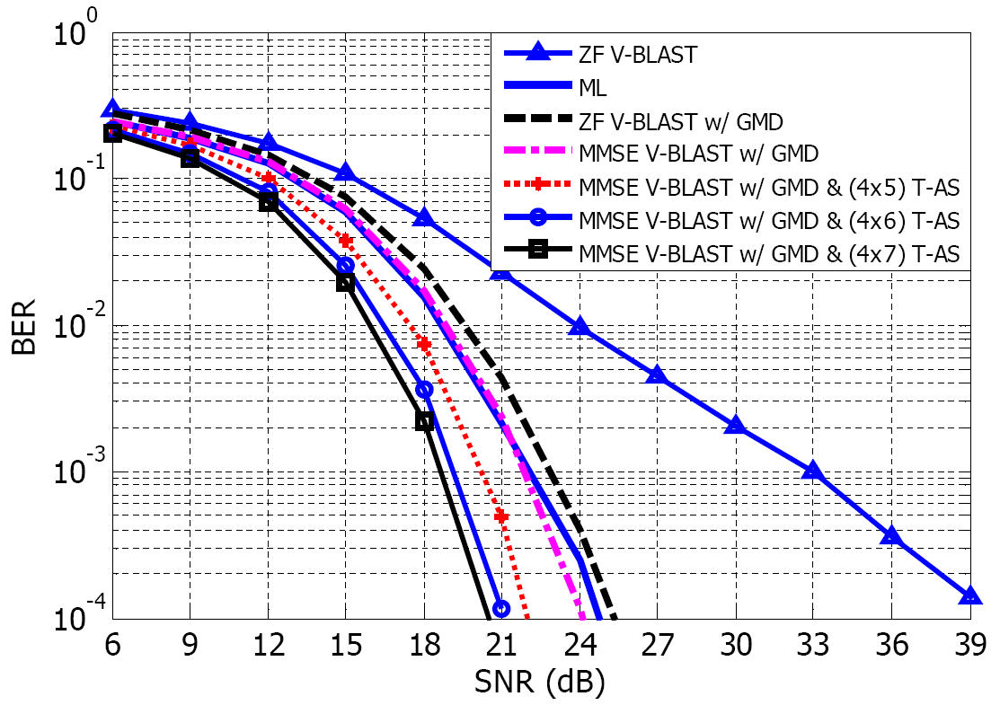 10^0
10^-1
10^-2
10^-3
10^-4
BER
ZF V-BLAST
ML
ZF V-BLAST w/ GMD
MMSE V-BLAST w/ GMD
MMSE V-BLAST w/ GMD & (4x5) T-AS
MMSE V-BLAST w/ GMD & (4x6) T-AS
MMSE V-BLAST w/ GMD & (4x7) T-AS
6 9 12 15 18 21 24 27 30 33 36 39
SNR (dB)